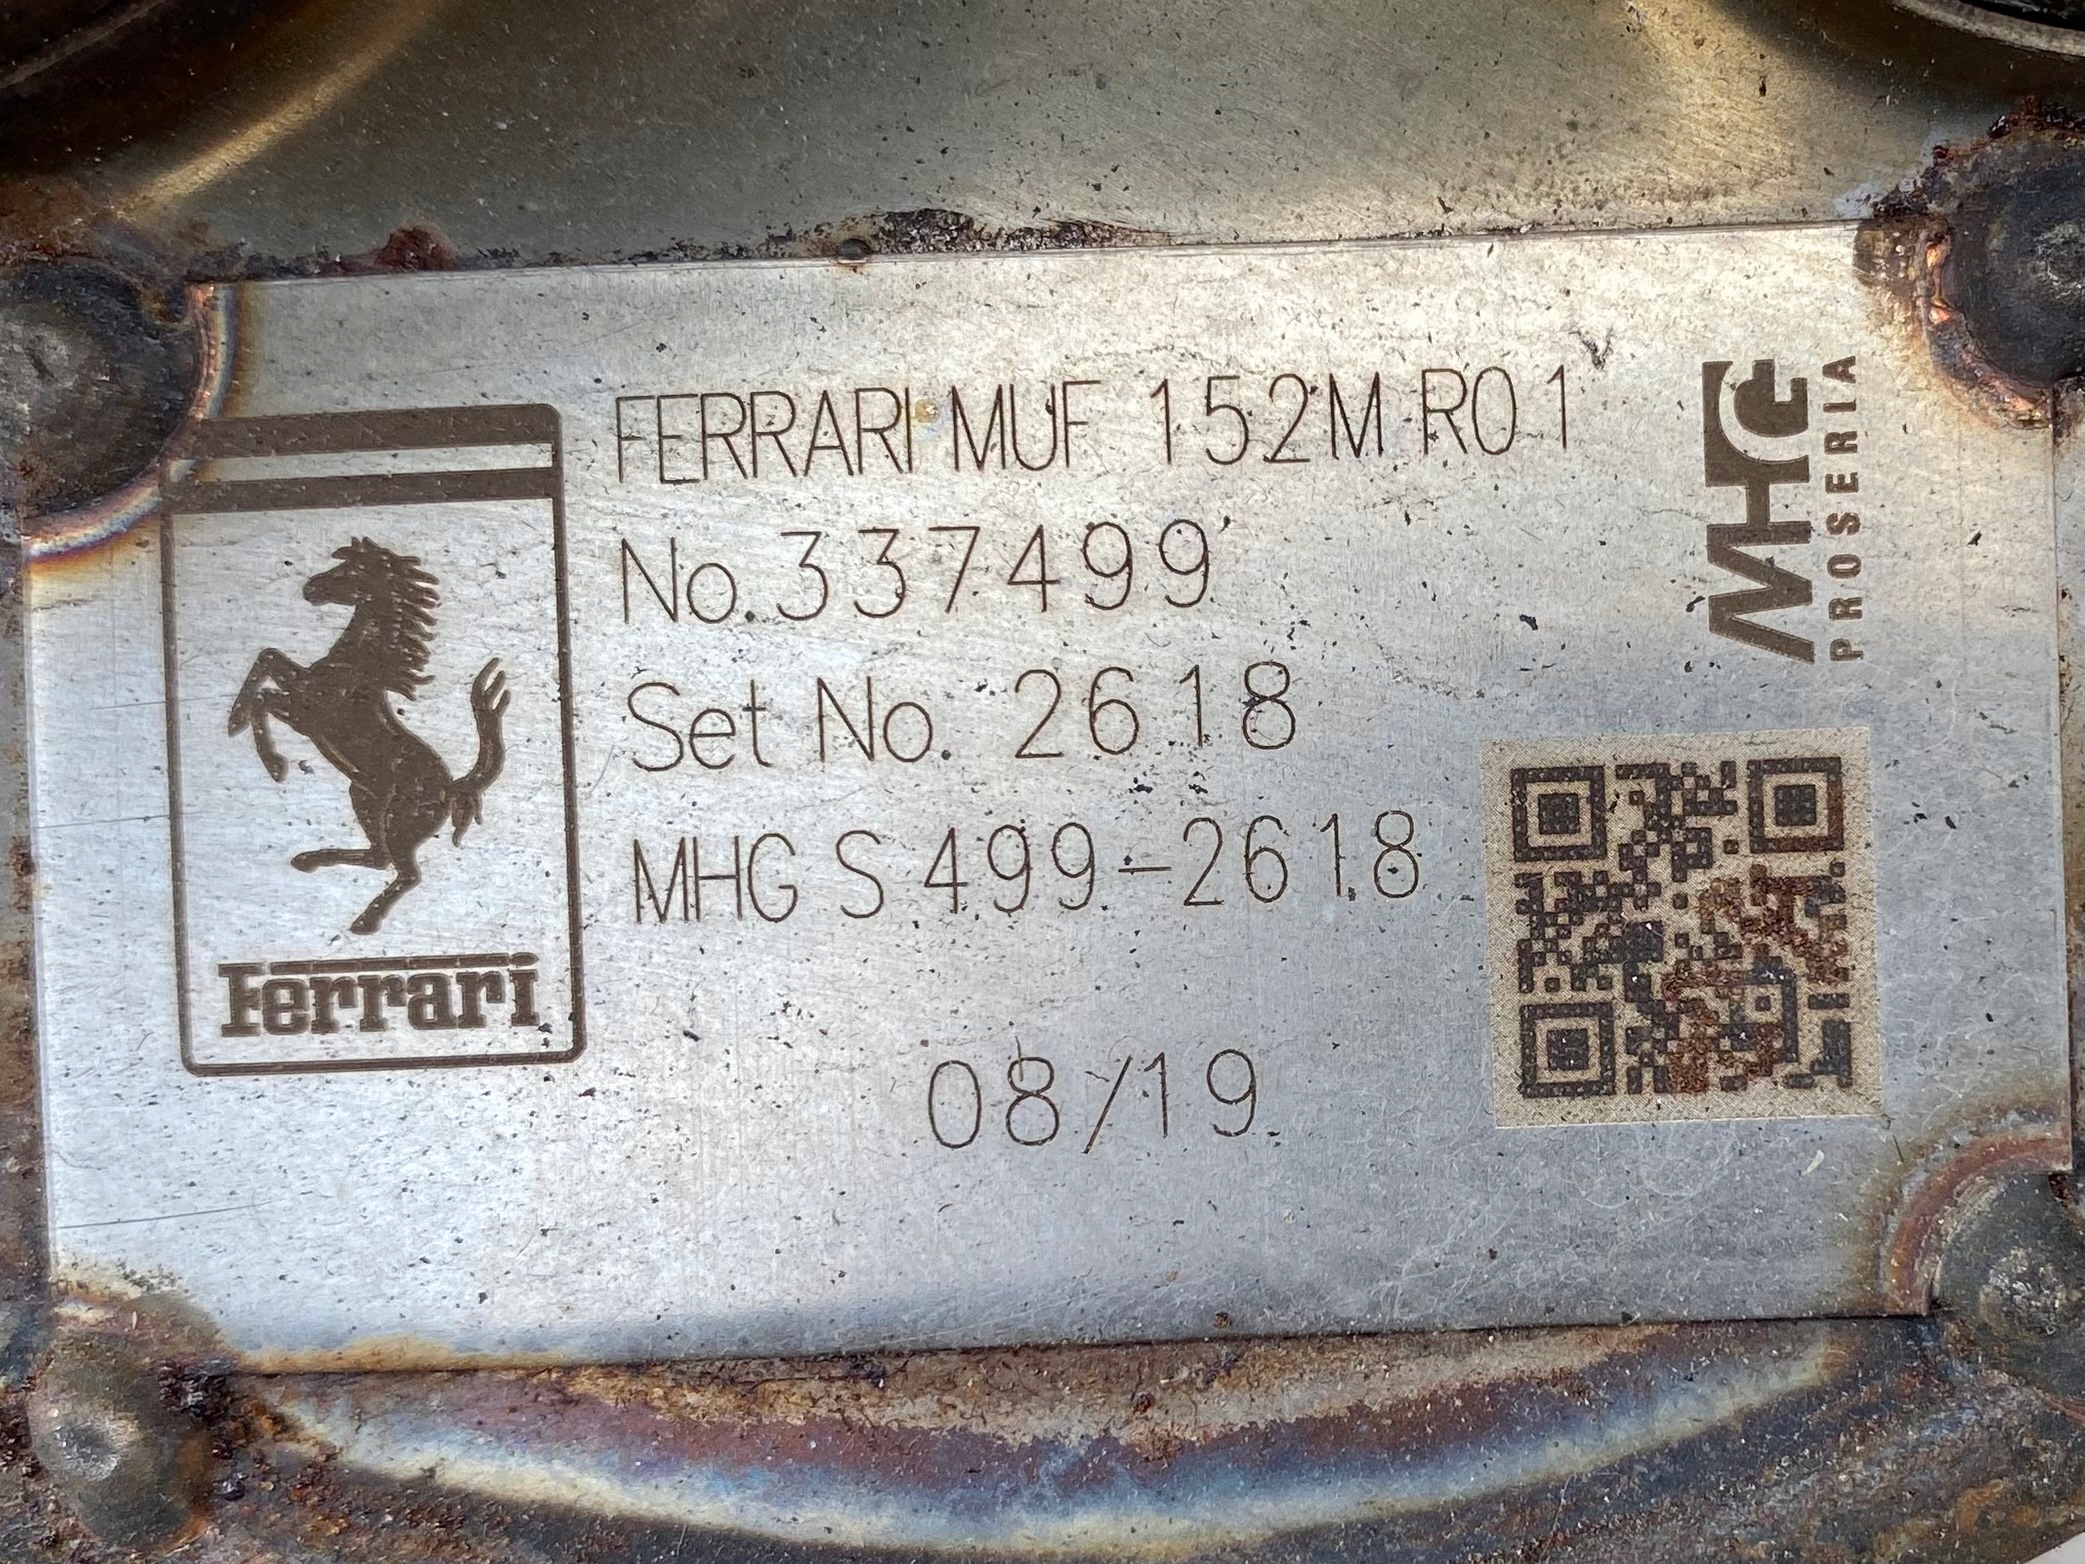 FERRARI MUF 152M R01
No. 337499
Set No. 2618
MHG S 499-2618
08/19
Ferrari
MHG
PROSERIA